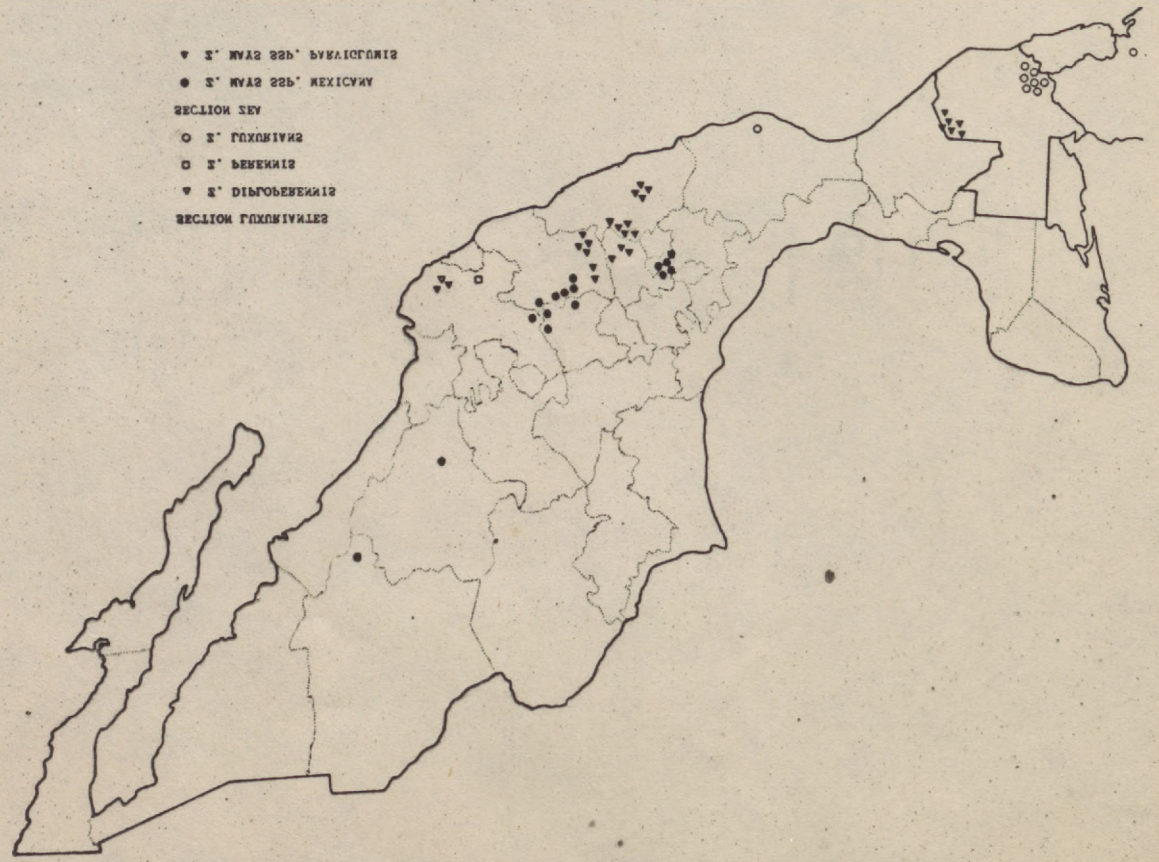 SECTION LUXURIANTES
Z. DIPLOPERENNIS
Z. PERENNIS
Z. LUXURIANS
SECTION ZEA
Z. MAYS SSP. MEXICANA
Z. MAYS SSP. PARVIGLUMIS